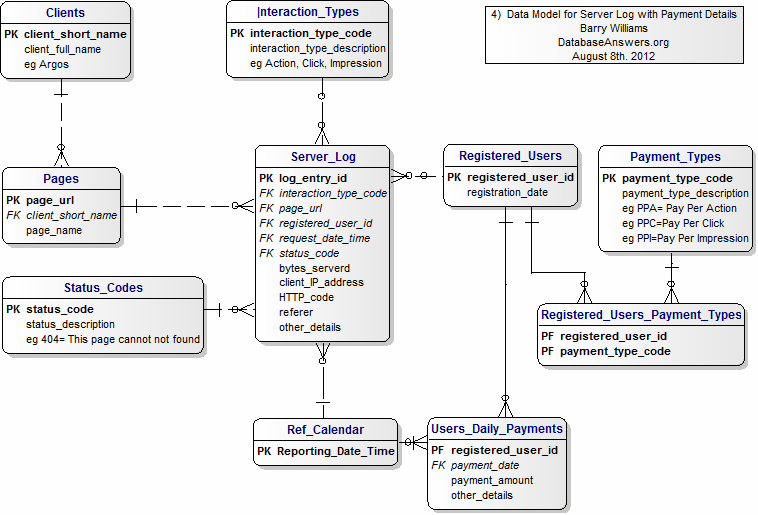 Clients
PK client_short_name
client_full_name
eg Argos
Interaction_Types
PK interaction_type_code
interaction_type_description
eg Action, Click, Impression
4) Data Model for Server Log with Payment Details
Barry Williams
DatabaseAnswers.org
August 8th. 2012
Pages
PK page_url
FK client_short_name
page_name
Server_Log
PK log_entry_id
FK interaction_type_code
FK page_url
FK registered_user_id
FK request_date_time
FK status_code
bytes_serverd
client_IP_address
HTTP_code
referer
other_details
Registered_Users
PK registered_user_id
registration_date
Payment_Types
PK payment_type_code
payment_type_description
eg PPA= Pay Per Action
eg PPC=Pay Per Click
eg PPI=Pay Per Impression
Status_Codes
PK status_code
status_description
eg 404= This page cannot not found
Registered_Users_Payment_Types
PF registered_user_id
PF payment_type_code
Ref_Calendar
PK Reporting_Date_Time
Users_Daily_Payments
PF registered_user_id
FK payment_date
payment_amount
other_details